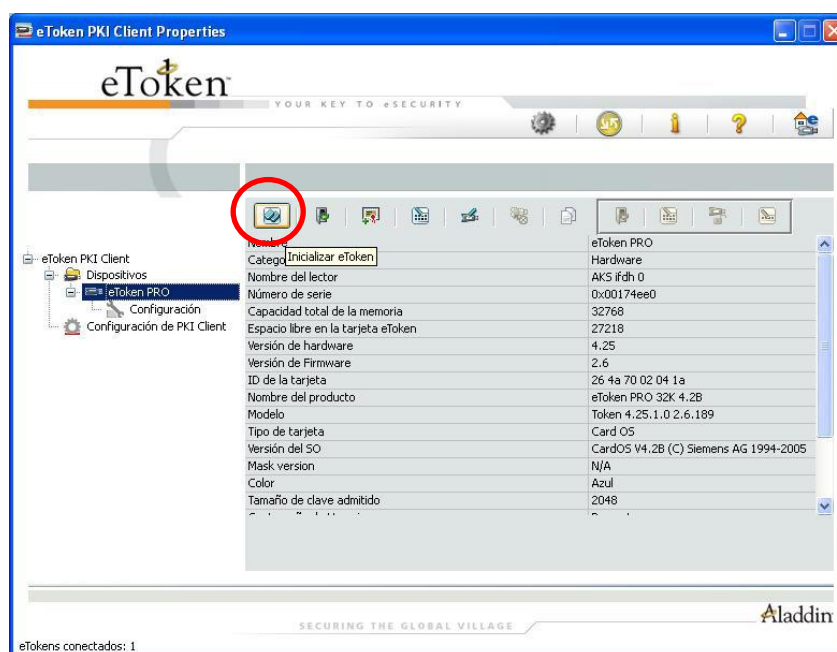 eToken PKI Client Properties
eToken
YOUR KEY TO eSECURITY
Nombre eToken PRO
Inicializar eToken
eToken PKI Client
Dispositivos
eToken PRO
Configuración
Configuración de PKI Client
Catego Hardware
Nombre del lector AKS ifdh 0
Número de serie 0x00174ee0
Capacidad total de la memoria 32768
Espacio libre en la tarjeta eToken 27218
Versión de hardware 4.25
Versión de Firmware 2.6
ID de la tarjeta 26 4a 70 02 04 1a
Nombre del producto eToken PRO 32K 4.2B
Modelo Token 4.25.1.0 2.6.189
Tipo de tarjeta Card OS
Versión del SO CardOS V4.2B (C) Siemens AG 1994-2005
Mask version N/A
Color Azul
Tamaño de clave admitido 2048
SECURING THE GLOBAL VILLAGE
Aladdin
eTokens conectados: 1